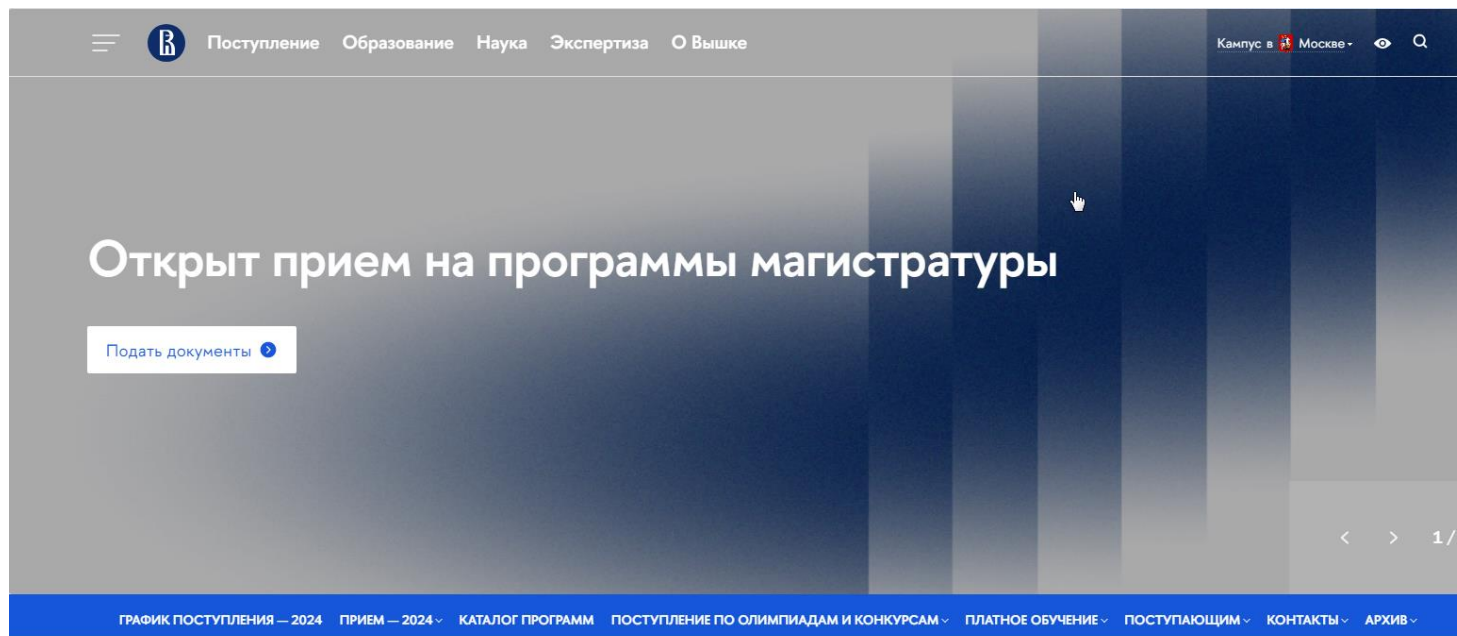 Поступление Образование Наука Экспертиза О Вышке Кампус в Москве
Открыт прием на программы магистратуры
Подать документы
1 /
ГРАФИК ПОСТУПЛЕНИЯ — 2024 ПРИЕМ — 2024 КАТАЛОГ ПРОГРАММ ПОСТУПЛЕНИЕ ПО ОЛИМПИАДАМ И КОНКУРСАМ ПЛАТНОЕ ОБУЧЕНИЕ ПОСТУПАЮЩИМ КОНТАКТЫ АРХИВ